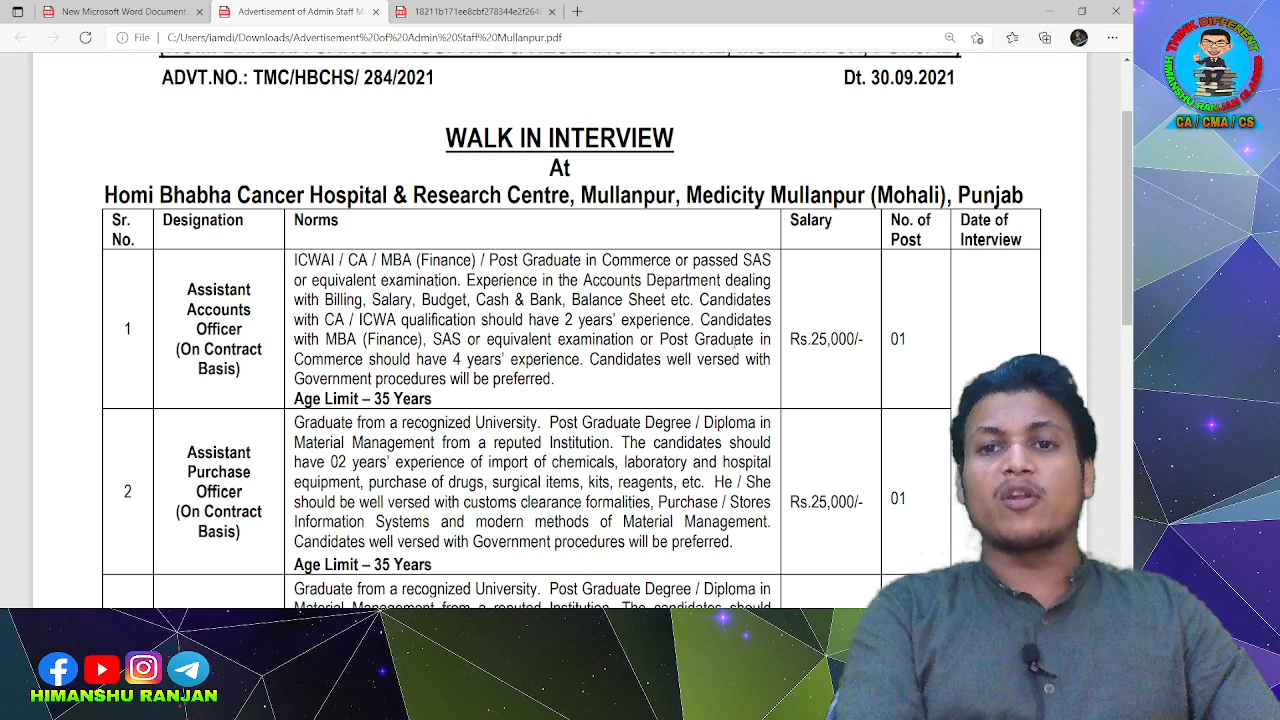 New Microsoft Word Document.
Advertisement of Admin Staff M
18211b171ee8cbf278344e2f264
File
C:/Users/iamdi/Downloads/Advertisement%20of%20Admin%20Staff%20Mullanpur.pdf
ADVT.NO.: TMC/HBCHS/ 284/2021
Dt. 30.09.2021
WALK IN INTERVIEW
At
Homi Bhabha Cancer Hospital & Research Centre, Mullanpur, Medicity Mullanpur (Mohali), Punjab
Sr. No.
Designation
Norms
Salary
No. of Post
Date of Interview
1
Assistant
Accounts
Officer
(On Contract
Basis)
ICWAI / CA / MBA (Finance) / Post Graduate in Commerce or passed SAS
or equivalent examination. Experience in the Accounts Department dealing
with Billing, Salary, Budget, Cash & Bank, Balance Sheet etc. Candidates
with CA / ICWA qualification should have 2 years' experience. Candidates
with MBA (Finance), SAS or equivalent examination or Post Graduate in
Commerce should have 4 years' experience. Candidates well versed with
Government procedures will be preferred.
Age Limit – 35 Years
Rs.25,000/-
01
2
Assistant
Purchase
Officer
(On Contract
Basis)
Graduate from a recognized University. Post Graduate Degree / Diploma in
Material Management from a reputed Institution. The candidates should
have 02 years' experience of import of chemicals, laboratory and hospital
equipment, purchase of drugs, surgical items, kits, reagents, etc. He / She
should be well versed with customs clearance formalities, Purchase / Stores
Information Systems and modern methods of Material Management.
Candidates well versed with Government procedures will be preferred.
Age Limit – 35 Years
Rs.25,000/-
01
Graduate from a recognized University. Post Graduate Degree / Diploma in
Material Management from a reputed Institution. The candidates should
THINK DIFFERENT
HIMANSHU RANJAN CLASSES
CA / CMA / CS
HIMANSHU RANJAN